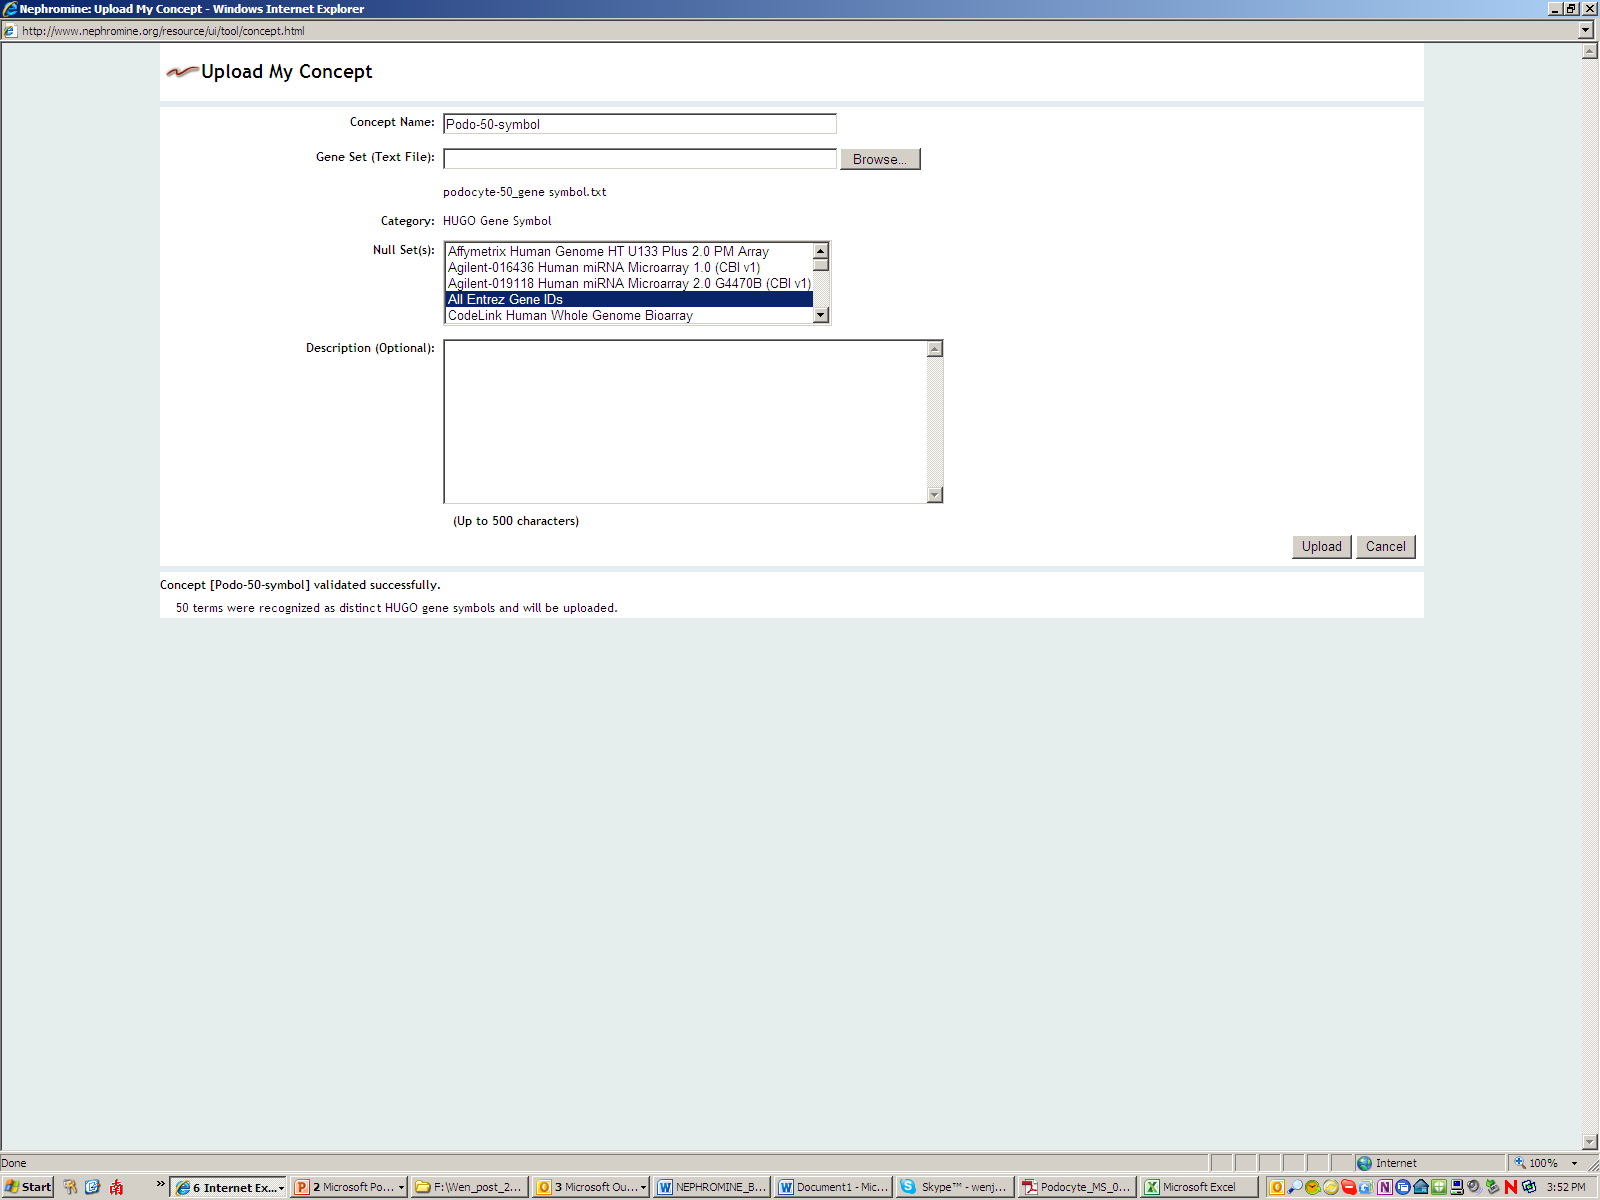 Nephromine: Upload My Concept - Windows Internet Explorer
http://www.nephromine.org/resource/ui/tool/concept.html
Upload My Concept
Concept Name: Podo-50-symbol
Gene Set (Text File): Browse...
podocyte-50_gene symbol.txt
Category: HUGO Gene Symbol
Null Set(s): Affymetrix Human Genome HT U133 Plus 2.0 PM Array
Agilent-016436 Human miRNA Microarray 1.0 (CBI v1)
Agilent-019118 Human miRNA Microarray 2.0 G4470B (CBI v1)
All Entrez Gene IDs
CodeLink Human Whole Genome Bioarray
Description (Optional):
(Up to 500 characters)
Upload Cancel
Concept [Podo-50-symbol] validated successfully.
50 terms were recognized as distinct HUGO gene symbols and will be uploaded.
Done Internet 100%
Start » 6 Internet Ex... 2 Microsoft Po... F:\Wen_post_2... 3 Microsoft Ou... NEPHROMINE_B... Document1 - Mic... Skype™ - wenj... Podocyte_MS_0... Microsoft Excel 3:52 PM